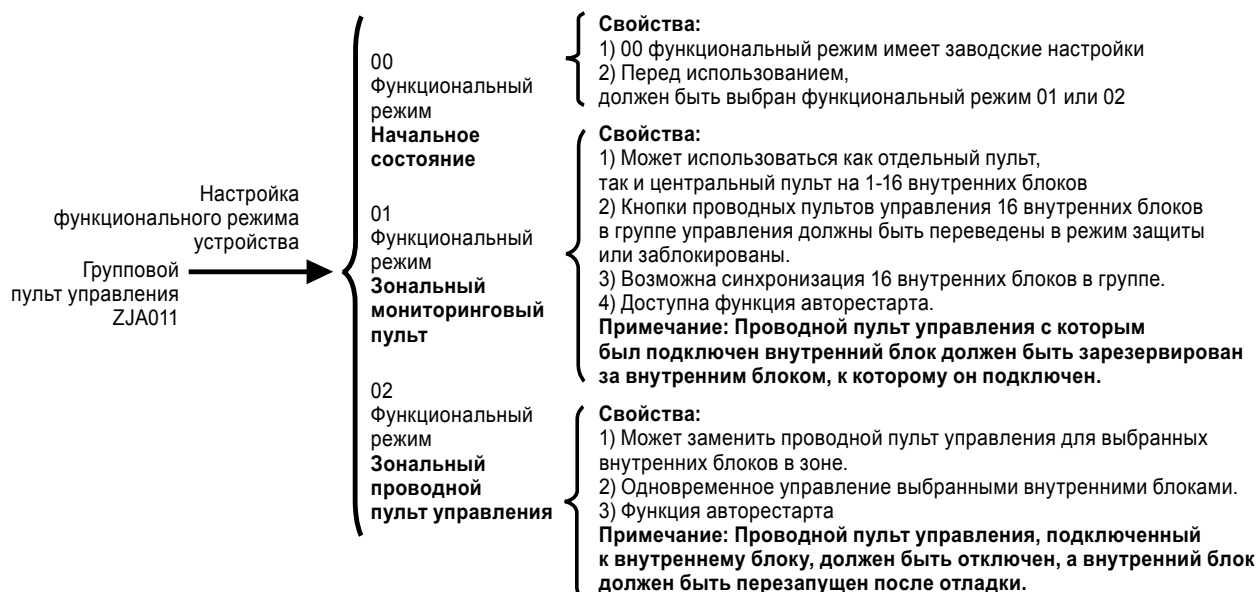 Настройка
функционального режима
устройства
Групповой
пульт управления
ZJA011
00
Функциональный
режим
Начальное
состояние
Свойства:
1) 00 функциональный режим имеет заводские настройки
2) Перед использованием,
должен быть выбран функциональный режим 01 или 02
01
Функциональный
режим
Зональный
мониторинговый
пульт
Свойства:
1) Может использоваться как отдельный пульт,
так и центральный пульт на 1-16 внутренних блоков
2) Кнопки проводных пультов управления 16 внутренних блоков
в группе управления должны быть переведены в режим защиты
или заблокированы.
3) Возможна синхронизация 16 внутренних блоков в группе.
4) Доступна функция авторестарта.
Примечание: Проводной пульт управления с которым
был подключен внутренний блок должен быть зарезервирован
за внутренним блоком, к которому он подключен.
02
Функциональный
режим
Зональный
проводной
пульт управления
Свойства:
1) Может заменить проводной пульт управления для выбранных
внутренних блоков в зоне.
2) Одновременное управление выбранными внутренними блоками.
3) Функция авторестарта
Примечание: Проводной пульт управления, подключенный
к внутреннему блоку, должен быть отключен, а внутренний блок
должен быть перезапущен после отладки.